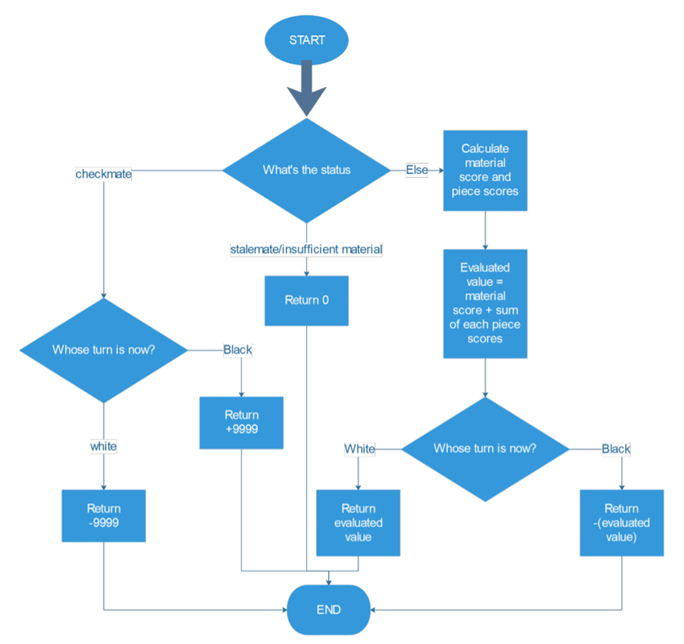 START
What's the status
checkmate
Else
Calculate
material
score and
piece scores
stalemate/insufficient material
Return 0
Evaluated
value =
material
score + sum
of each piece
scores
Whose turn is now?
Black
white
Return
+9999
Return
-9999
Whose turn is now?
White
Black
Return
evaluated
value
Return
-(evaluated
value)
END